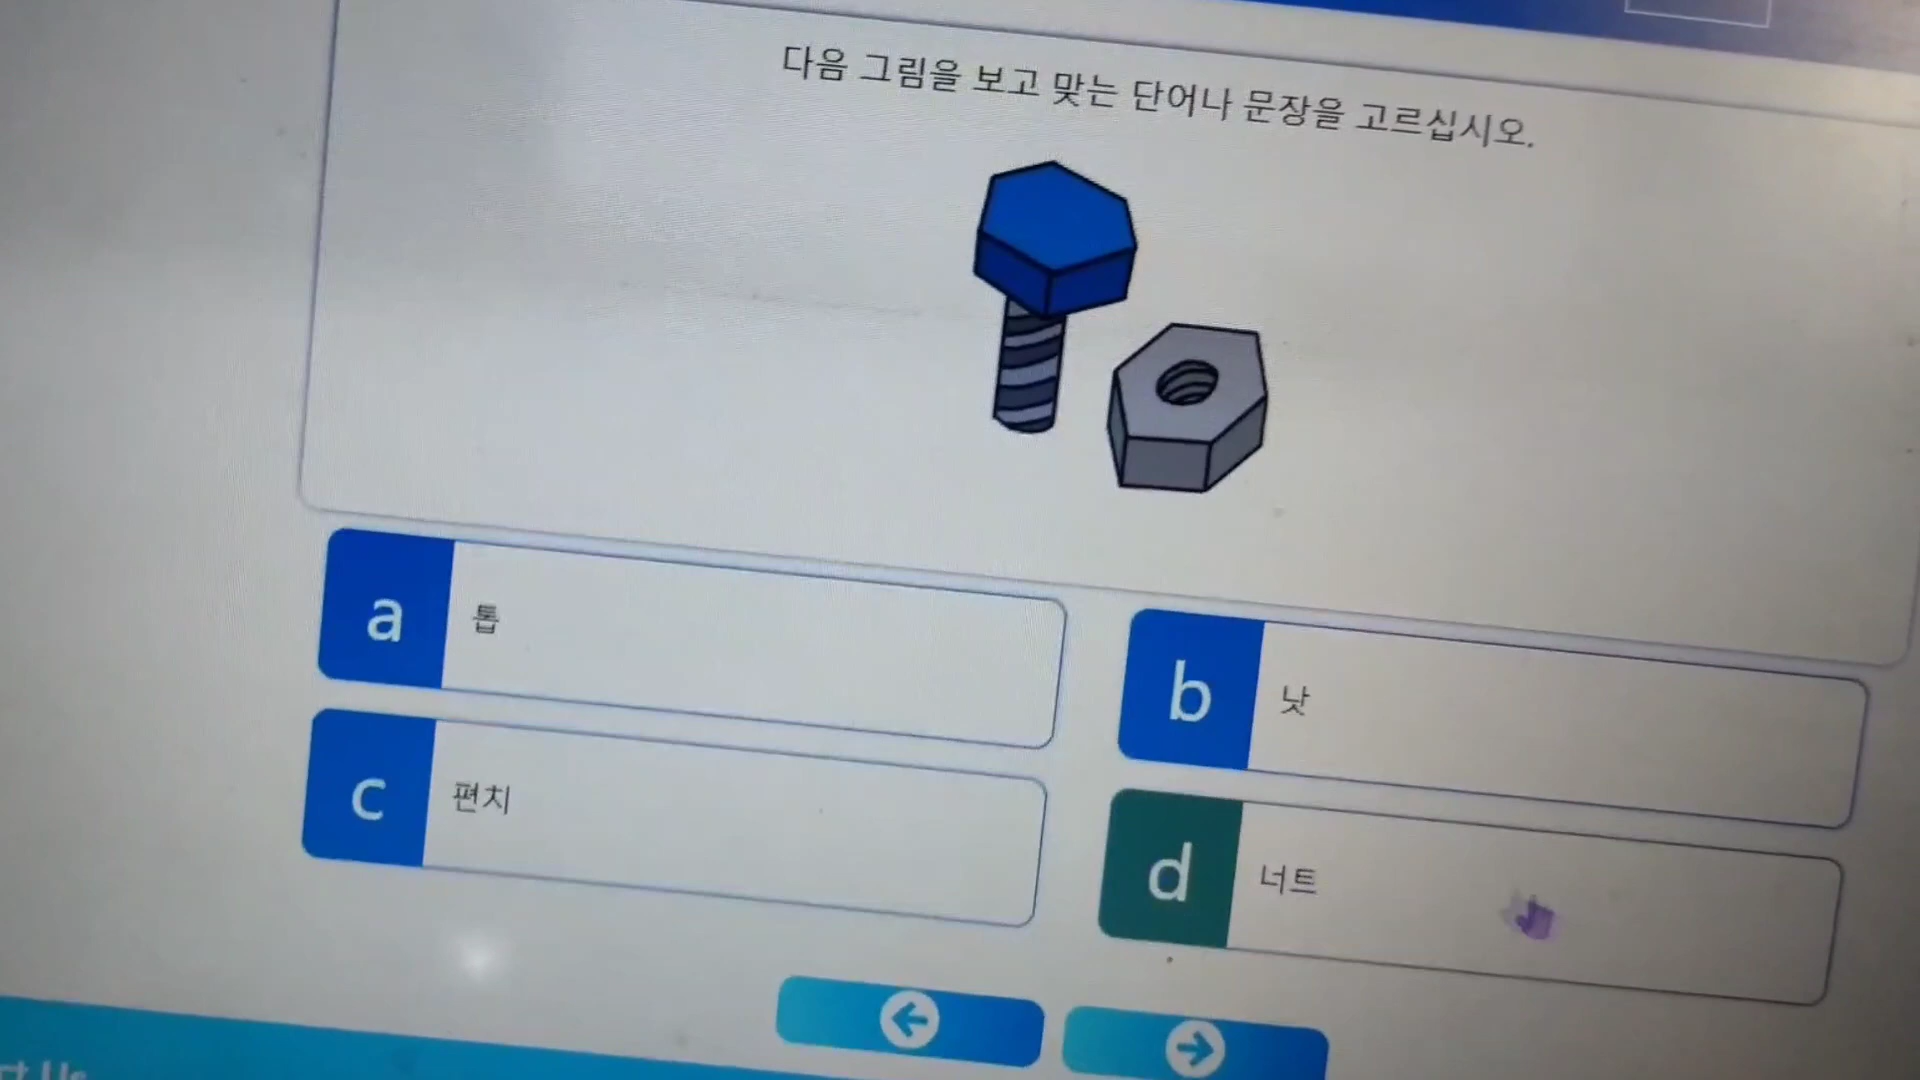 다음 그림을 보고 맞는 단어나 문장을 고르십시오.
a 톱
b 낫
c 펀치
d 너트